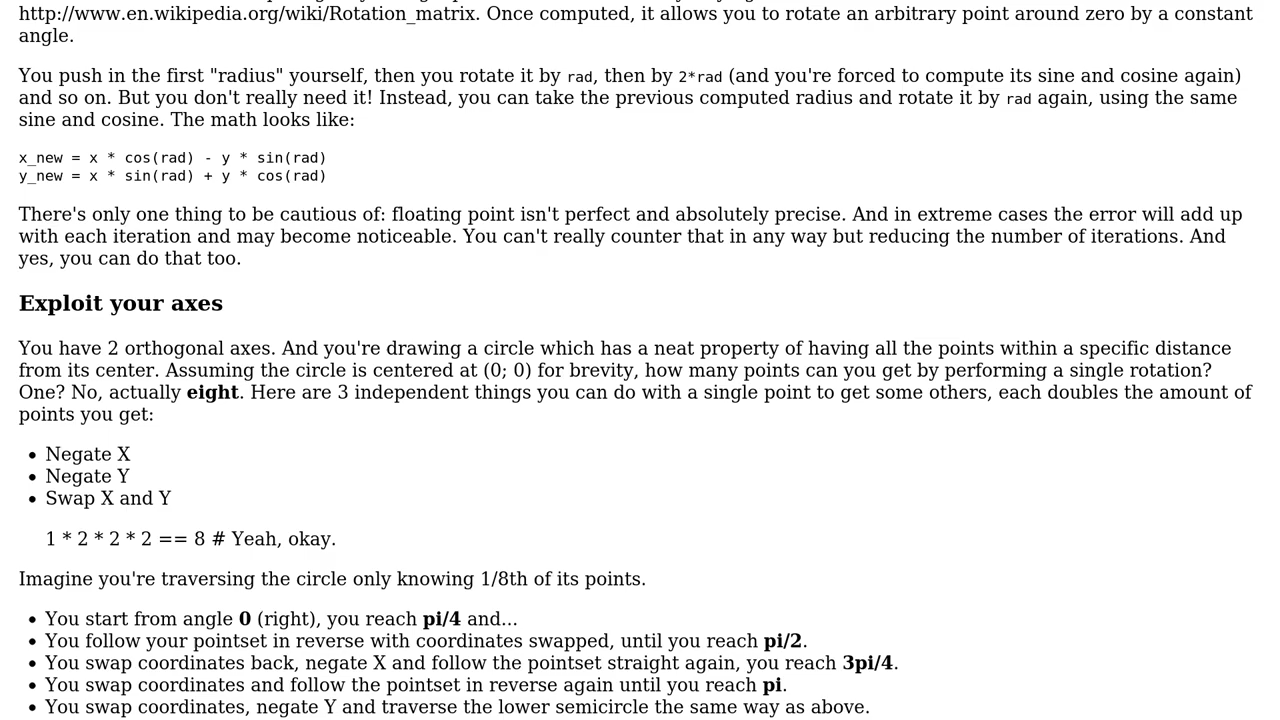 http://www.en.wikipedia.org/wiki/Rotation_matrix. Once computed, it allows you to rotate an arbitrary point around zero by a constant
angle.
You push in the first "radius" yourself, then you rotate it by rad, then by 2*rad (and you're forced to compute its sine and cosine again)
and so on. But you don't really need it! Instead, you can take the previous computed radius and rotate it by rad again, using the same
sine and cosine. The math looks like:
x_new = x * cos(rad) - y * sin(rad)
y_new = x * sin(rad) + y * cos(rad)
There's only one thing to be cautious of: floating point isn't perfect and absolutely precise. And in extreme cases the error will add up
with each iteration and may become noticeable. You can't really counter that in any way but reducing the number of iterations. And
yes, you can do that too.
Exploit your axes
You have 2 orthogonal axes. And you're drawing a circle which has a neat property of having all the points within a specific distance
from its center. Assuming the circle is centered at (0; 0) for brevity, how many points can you get by performing a single rotation?
One? No, actually eight. Here are 3 independent things you can do with a single point to get some others, each doubles the amount of
points you get:
• Negate X
• Negate Y
• Swap X and Y
1 * 2 * 2 * 2 == 8 # Yeah, okay.
Imagine you're traversing the circle only knowing 1/8th of its points.
• You start from angle 0 (right), you reach pi/4 and...
• You follow your pointset in reverse with coordinates swapped, until you reach pi/2.
• You swap coordinates back, negate X and follow the pointset straight again, you reach 3pi/4.
• You swap coordinates and follow the pointset in reverse again until you reach pi.
• You swap coordinates, negate Y and traverse the lower semicircle the same way as above.